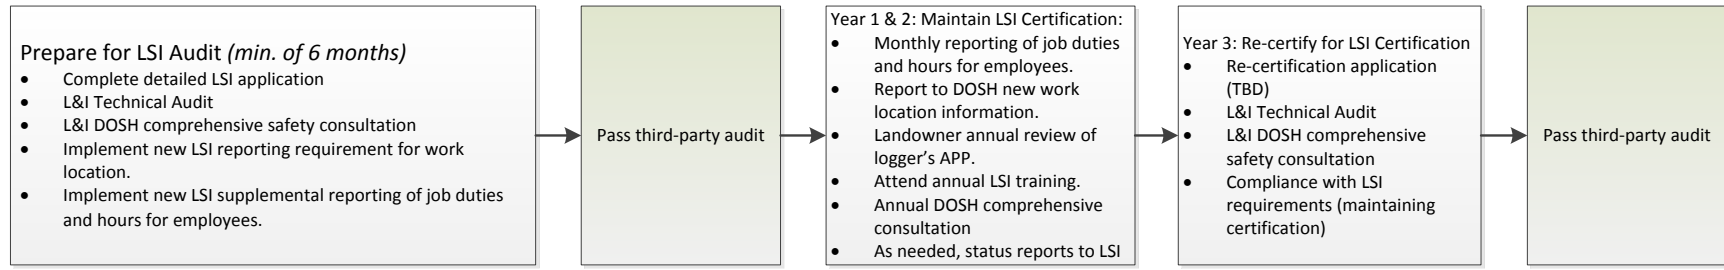 Prepare for LSI Audit (min. of 6 months)
• Complete detailed LSI application
• L&I Technical Audit
• L&I DOSH comprehensive safety consultation
• Implement new LSI reporting requirement for work
location.
• Implement new LSI supplemental reporting of job duties
and hours for employees.
Pass third-party audit
Year 1 & 2: Maintain LSI Certification:
• Monthly reporting of job duties
and hours for employees.
• Report to DOSH new work
location information.
• Landowner annual review of
logger’s APP.
• Attend annual LSI training.
• Annual DOSH comprehensive
consultation
• As needed, status reports to LSI
Year 3: Re-certify for LSI Certification
• Re-certification application
(TBD)
• L&I Technical Audit
• L&I DOSH comprehensive
safety consultation
• Compliance with LSI
requirements (maintaining
certification)
Pass third-party audit